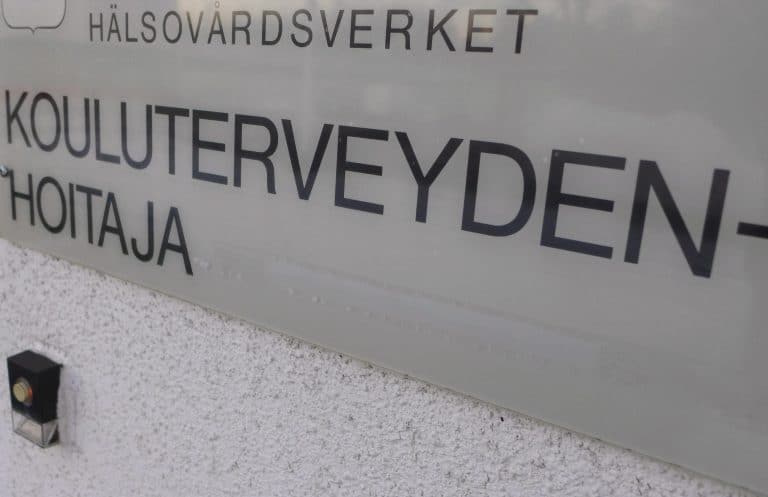 HÄLSOVÅRDSVERKET
KOULUTERVEYDEN-
HOITAJA